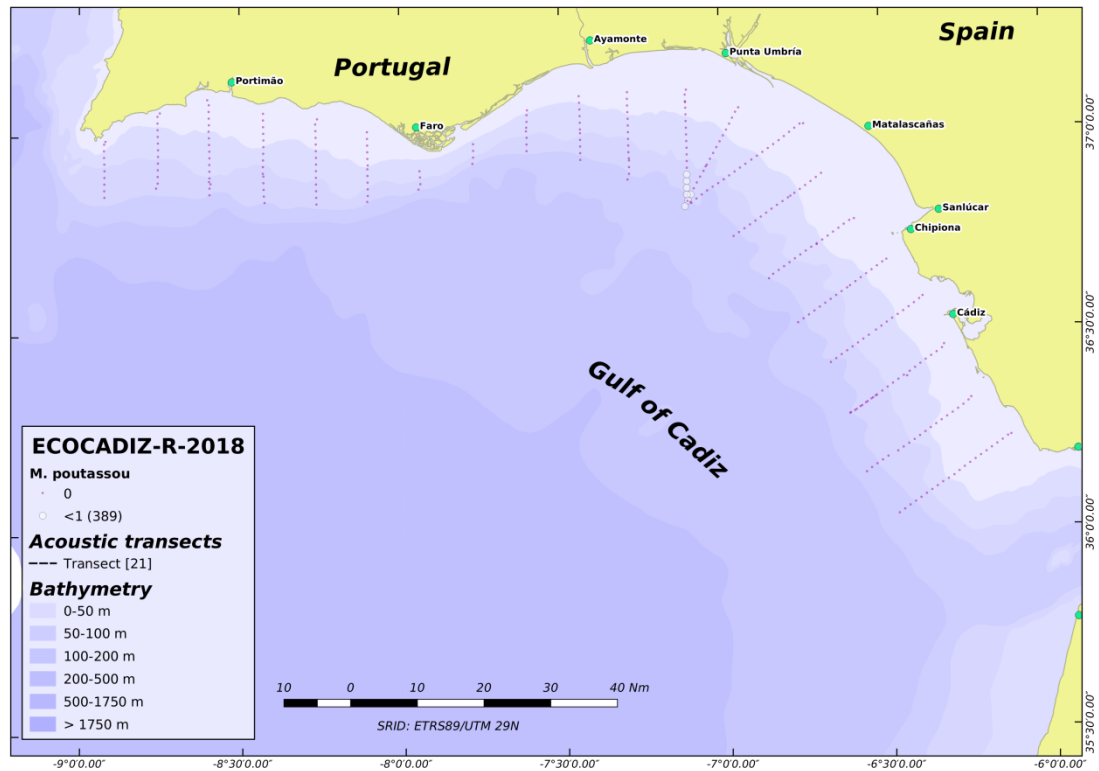 Spain
Ayamonte
Punta Umbría
Portugal
Portimão
Faro
Matalascañas
37°0'0.00"
Sanlúcar
Chipiona
Cádiz
36°30'0.00"
Gulf of Cadiz
ECOCADIZ-R-2018
M. poutassou
0
<1 (389)
Acoustic transects
Transect [21]
Bathymetry
0-50 m
50-100 m
100-200 m
200-500 m
500-1750 m
> 1750 m
36°0'0.00"
10 0 10 20 30 40 Nm
SRID: ETRS89/UTM 29N
35°30'0.00"
-9°0'0.00" -8°30'0.00" -8°0'0.00" -7°30'0.00" -7°0'0.00" -6°30'0.00" -6°0'0.00"